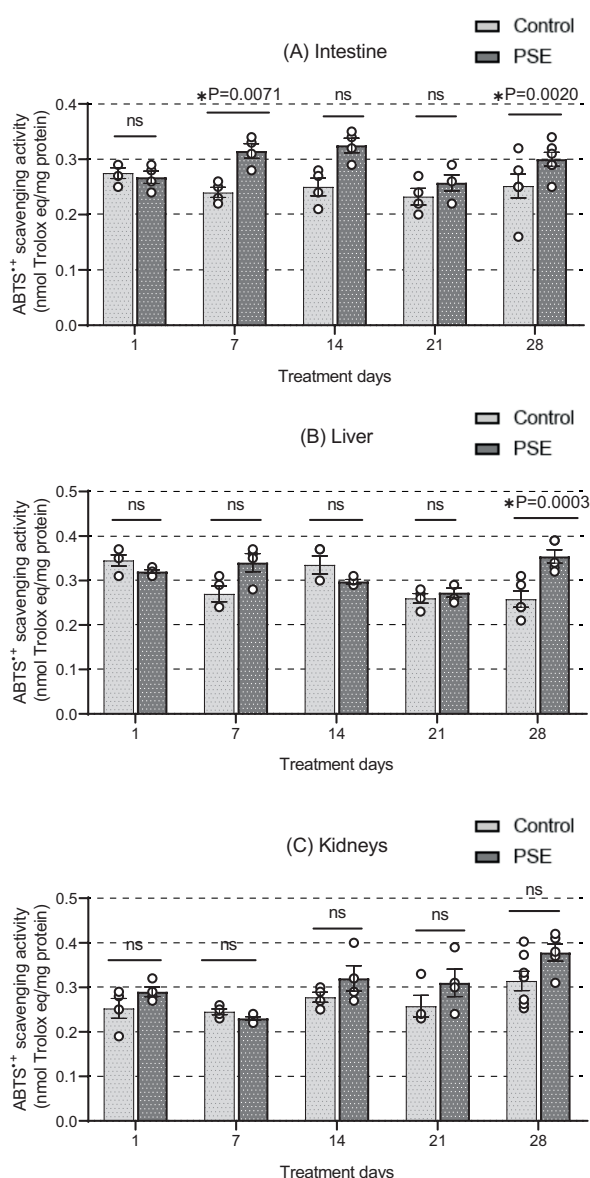 Control
PSE
(A) Intestine
ABTS•+ scavenging activity
(nmol Trolox eq/mg protein)
0.4
0.3
0.2
0.1
0.0
ns
*P=0.0071
ns
ns
*P=0.0020
1 7 14 21 28
Treatment days
Control
PSE
(B) Liver
ABTS•+ scavenging activity
(nmol Trolox eq/mg protein)
0.5
0.4
0.3
0.2
0.1
0.0
ns
ns
ns
ns
*P=0.0003
1 7 14 21 28
Treatment days
Control
PSE
(C) Kidneys
ABTS•+ scavenging activity
(nmol Trolox eq/mg protein)
0.5
0.4
0.3
0.2
0.1
0.0
ns
ns
ns
ns
ns
1 7 14 21 28
Treatment days